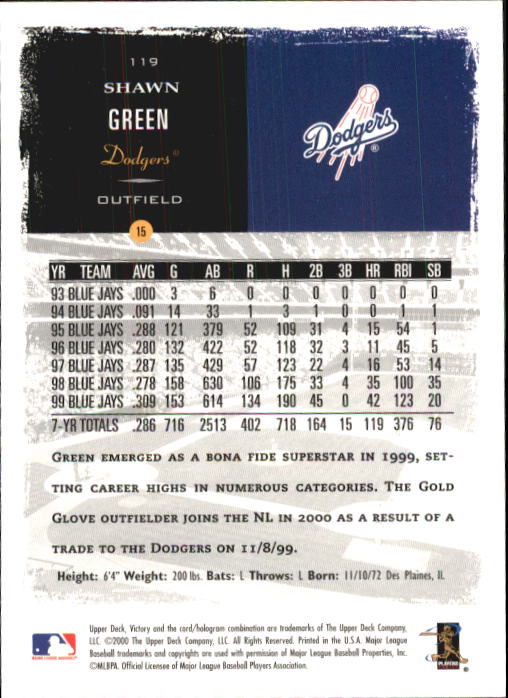 119
SHAWN
GREEN
Dodgers®
OUTFIELD
Dodgers®
15
YR TEAM AVG G AB R H 2B 3B HR RBI SB
93 BLUE JAYS .000 3 6 0 0 0 0 0 0 0
94 BLUE JAYS .091 14 33 1 3 1 0 0 1 1
95 BLUE JAYS .288 121 379 52 109 31 4 15 54 1
96 BLUE JAYS .280 132 422 52 118 32 3 11 45 5
97 BLUE JAYS .287 135 429 57 123 22 4 16 53 14
98 BLUE JAYS .278 158 630 106 175 33 4 35 100 35
99 BLUE JAYS .309 153 614 134 190 45 0 42 123 20
7-YR TOTALS .286 716 2513 402 718 164 15 119 376 76
GREEN EMERGED AS A BONA FIDE SUPERSTAR IN 1999, SET-
TING CAREER HIGHS IN NUMEROUS CATEGORIES. THE GOLD
GLOVE OUTFIELDER JOINS THE NL IN 2000 AS A RESULT OF A
TRADE TO THE DODGERS ON 11/8/99.
Height: 6'4" Weight: 200 lbs. Bats: L Throws: L Born: 11/10/72 Des Plaines, IL
Upper Deck, Victory and the card/hologram combination are trademarks of The Upper Deck Company,
LLC. ©2000 The Upper Deck Company, LLC. All Rights Reserved. Printed in the U.S.A. Major League
Baseball trademarks and copyrights are used with permission of Major League Baseball Properties, Inc.
©MLBPA. Official Licensee of Major League Baseball Players Association.